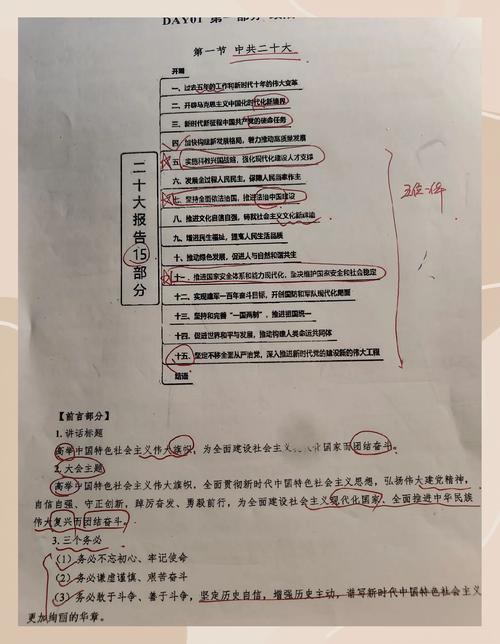 DAY01 第一部分
第一节 中共二十大
二十大报告15部分
开篇
一、过去五年的工作和新时代十年的伟大变革
二、开辟马克思主义中国化时代化新境界
三、新时代新征程中国共产党的使命任务
四、加快构建新发展格局，着力推动高质量发展
五、实施科教兴国战略，强化现代化建设人才支撑
六、发展全过程人民民主，保障人民当家作主
七、坚持全面依法治国，推进法治中国建设
八、推进文化自信自强，铸就社会主义文化新辉煌
九、增进民生福祉，提高人民生活品质
十、推动绿色发展，促进人与自然和谐共生
十一、推进国家安全体系和能力现代化，坚决维护国家安全和社会稳定
十二、实现建军一百年奋斗目标，开创国防和军队现代化新局面
十三、坚持和完善“一国两制”，推进祖国统一
十四、促进世界和平与发展，推动构建人类命运共同体
十五、坚定不移全面从严治党，深入推进新时代党的建设新的伟大工程
结语
五位一体
【前言部分】
1. 讲话标题
高举中国特色社会主义伟大旗帜，为全面建设社会主义 化国家而团结奋斗。
2. 大会主题
高举中国特色社会主义伟大旗帜，全面贯彻新时代中国特色社会主义思想，弘扬伟大建党精神，
自信自强、守正创新，踔厉奋发、勇毅前行，为全面建设社会主义现代化国家、全面推进中华民族
伟大复兴而团结奋斗。
3. 三个务必
（1）务必不忘初心、牢记使命
（2）务必谦虚谨慎、艰苦奋斗
（3）务必敢于斗争、善于斗争，坚定历史自信，增强历史主动，谱写新时代中国特色社会主义
更加绚丽的华章。